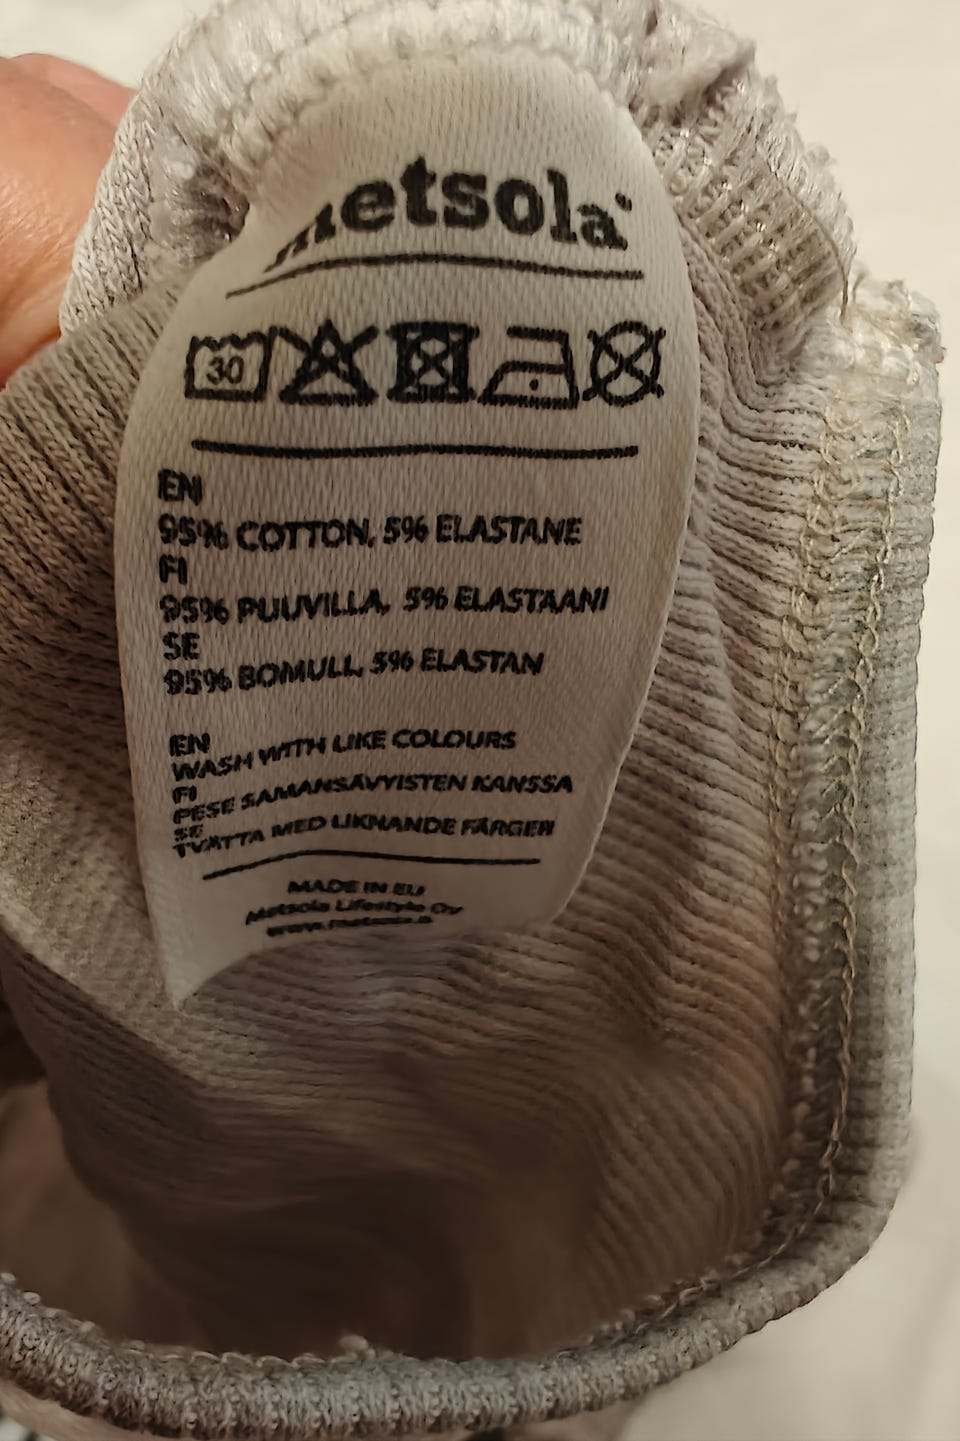 metsola
30
EN
95% COTTON, 5% ELASTANE
FI
95% PUUVILLA, 5% ELASTAANI
SE
95% BOMULL, 5% ELASTAN
EN
WASH WITH LIKE COLOURS
FI
PESE SAMANSÄVYISTEN KANSSA
SE
TVÄTTA MED LIKNANDE FÄRGER
MADE IN EU
Metsola Lifestyle Oy